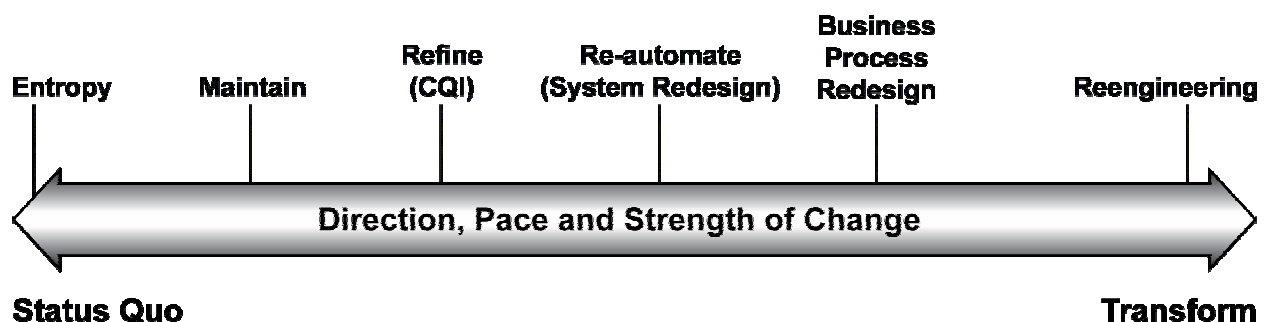 Entropy
Maintain
Refine
(CQI)
Re-automate
(System Redesign)
Business
Process
Redesign
Reengineering
Direction, Pace and Strength of Change
Status Quo
Transform